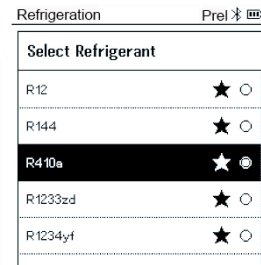 Refrigeration Prel
Select Refrigerant
R12
R144
R410a
R1233zd
R1234yf